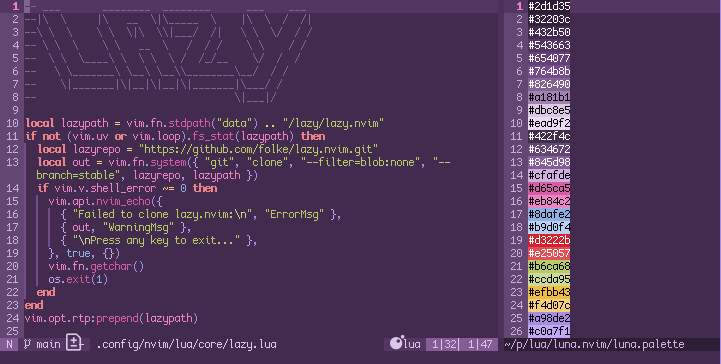 1 -- ___       ________  ________      ___    ___
2 --|\  \     |\   __  \|\_____  \    |\  \  /  /|
3 --\ \  \    \ \  \|\  \\|___/  /|   \ \  \/  / /
4 -- \ \  \    \ \   __  \   /  / /    \ \    / /
5 --  \ \  \____\ \  \ \  \ /  /_/__    \/  /  /
6 --   \ \_______\ \__\ \__\\________\__/  /  /
7 --    \|_______|\|__|\|__|\|_______|\___/  /
8 --                                 \|___|/
9
10 local lazypath = vim.fn.stdpath("data") .. "/lazy/lazy.nvim"
11 if not (vim.uv or vim.loop).fs_stat(lazypath) then
12 local lazyrepo = "https://github.com/folke/lazy.nvim.git"
13 local out = vim.fn.system({ "git", "clone", "--filter=blob:none", "--
branch=stable", lazyrepo, lazypath })
14 if vim.v.shell_error ~= 0 then
15 vim.api.nvim_echo({
16 { "Failed to clone lazy.nvim:\n", "ErrorMsg" },
17 { out, "WarningMsg" },
18 { "\nPress any key to exit..." },
19 }, true, {})
20 vim.fn.getchar()
21 os.exit(1)
22 end
23 end
24 vim.opt.rtp:prepend(lazypath)
25
N main .config/nvim/lua/core/lazy.lua lua 1|32| 1|47
1 #2d1d35
2 #32203c
3 #432b50
4 #543663
5 #654077
6 #764b8b
7 #826490
8 #a181b1
9 #dbc8e5
10 #ead9f2
11 #422f4c
12 #634672
13 #845d98
14 #cfafde
15 #d65ca5
16 #eb84c2
17 #8dafe2
18 #b9d0f4
19 #d3222b
20 #e25057
21 #b6ca68
22 #ccda95
23 #efbb43
24 #f4d07c
25 #a98de2
26 #c0a7f1
~/p/lua/luna.nvim/luna.palette